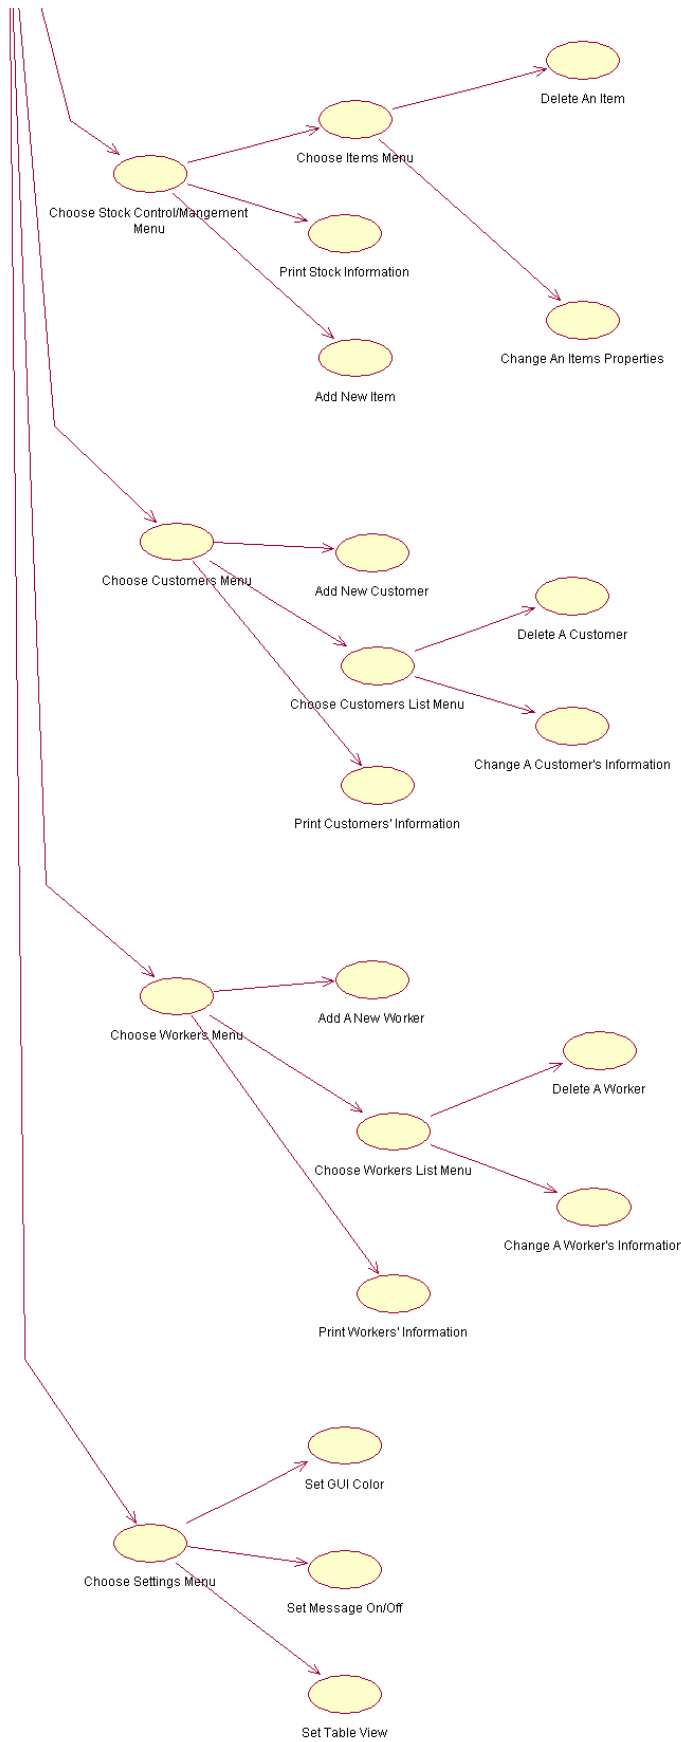 Delete An Item
Choose Items Menu
Choose Stock Control/Mangement
Menu
Print Stock Information
Change An Items Properties
Add New Item
Choose Customers Menu
Add New Customer
Delete A Customer
Choose Customers List Menu
Change A Customer's Information
Print Customers' Information
Add A New Worker
Choose Workers Menu
Delete A Worker
Choose Workers List Menu
Change A Worker's Information
Print Workers' Information
Set GUI Color
Choose Settings Menu
Set Message On/Off
Set Table View